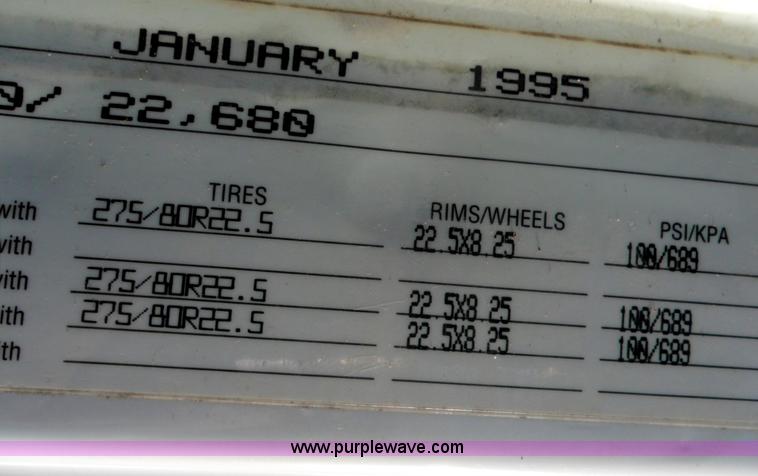 JANUARY 1995
0/ 22,680
TIRES RIMS/WHEELS PSI/KPA
with 275/80R22.5 22.5X8.25 100/689
with
with 275/80R22.5 22.5X8.25 100/689
ith 275/80R22.5 22.5X8.25 100/689
th
www.purplewave.com